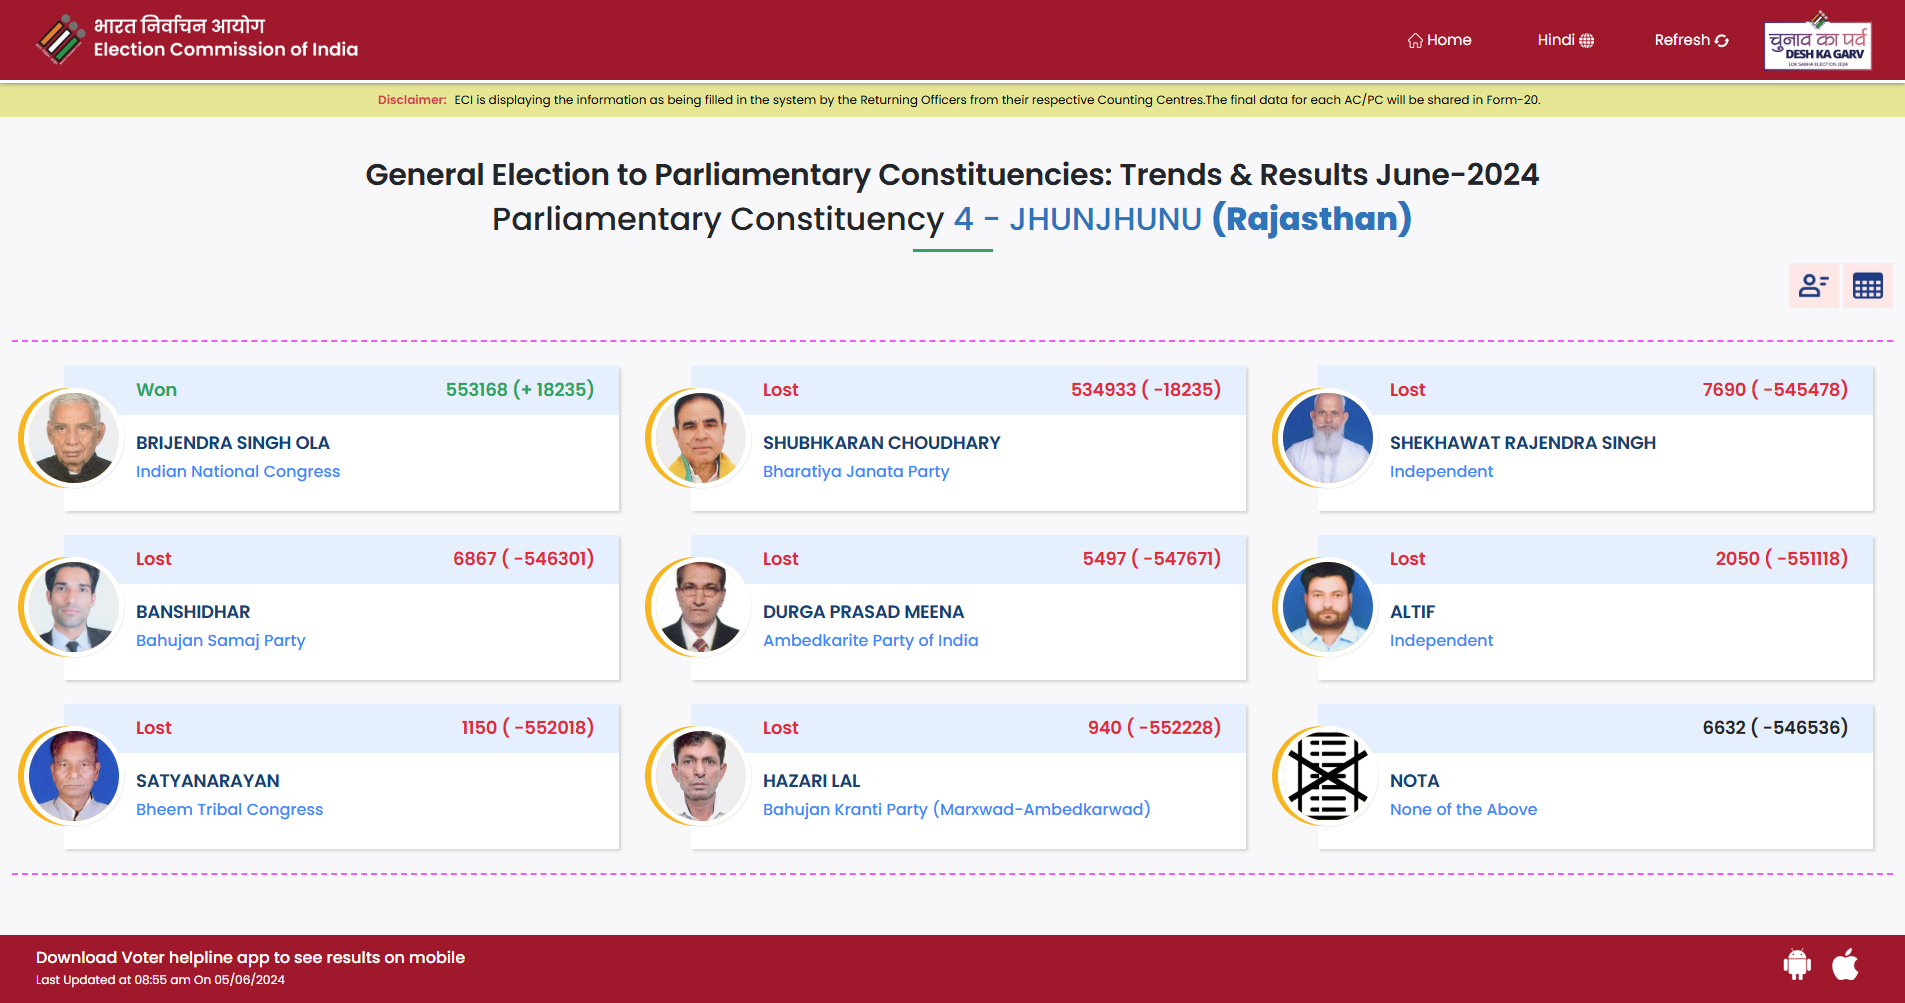 भारत निर्वाचन आयोग
Election Commission of India
Home
Hindi
Refresh
चुनाव का पर्व
DESH KA GARV
LOK SABHA ELECTION 2024
Disclaimer: ECI is displaying the information as being filled in the system by the Returning Officers from their respective Counting Centres.The final data for each AC/PC will be shared in Form-20.
General Election to Parliamentary Constituencies: Trends & Results June-2024
Parliamentary Constituency 4 - JHUNJHUNU (Rajasthan)
Won 553168 (+ 18235)
BRIJENDRA SINGH OLA
Indian National Congress
Lost 534933 ( -18235)
SHUBHKARAN CHOUDHARY
Bharatiya Janata Party
Lost 7690 ( -545478)
SHEKHAWAT RAJENDRA SINGH
Independent
Lost 6867 ( -546301)
BANSHIDHAR
Bahujan Samaj Party
Lost 5497 ( -547671)
DURGA PRASAD MEENA
Ambedkarite Party of India
Lost 2050 ( -551118)
ALTIF
Independent
Lost 1150 ( -552018)
SATYANARAYAN
Bheem Tribal Congress
Lost 940 ( -552228)
HAZARI LAL
Bahujan Kranti Party (Marxwad-Ambedkarwad)
6632 ( -546536)
NOTA
None of the Above
Download Voter helpline app to see results on mobile
Last Updated at 08:55 am On 05/06/2024